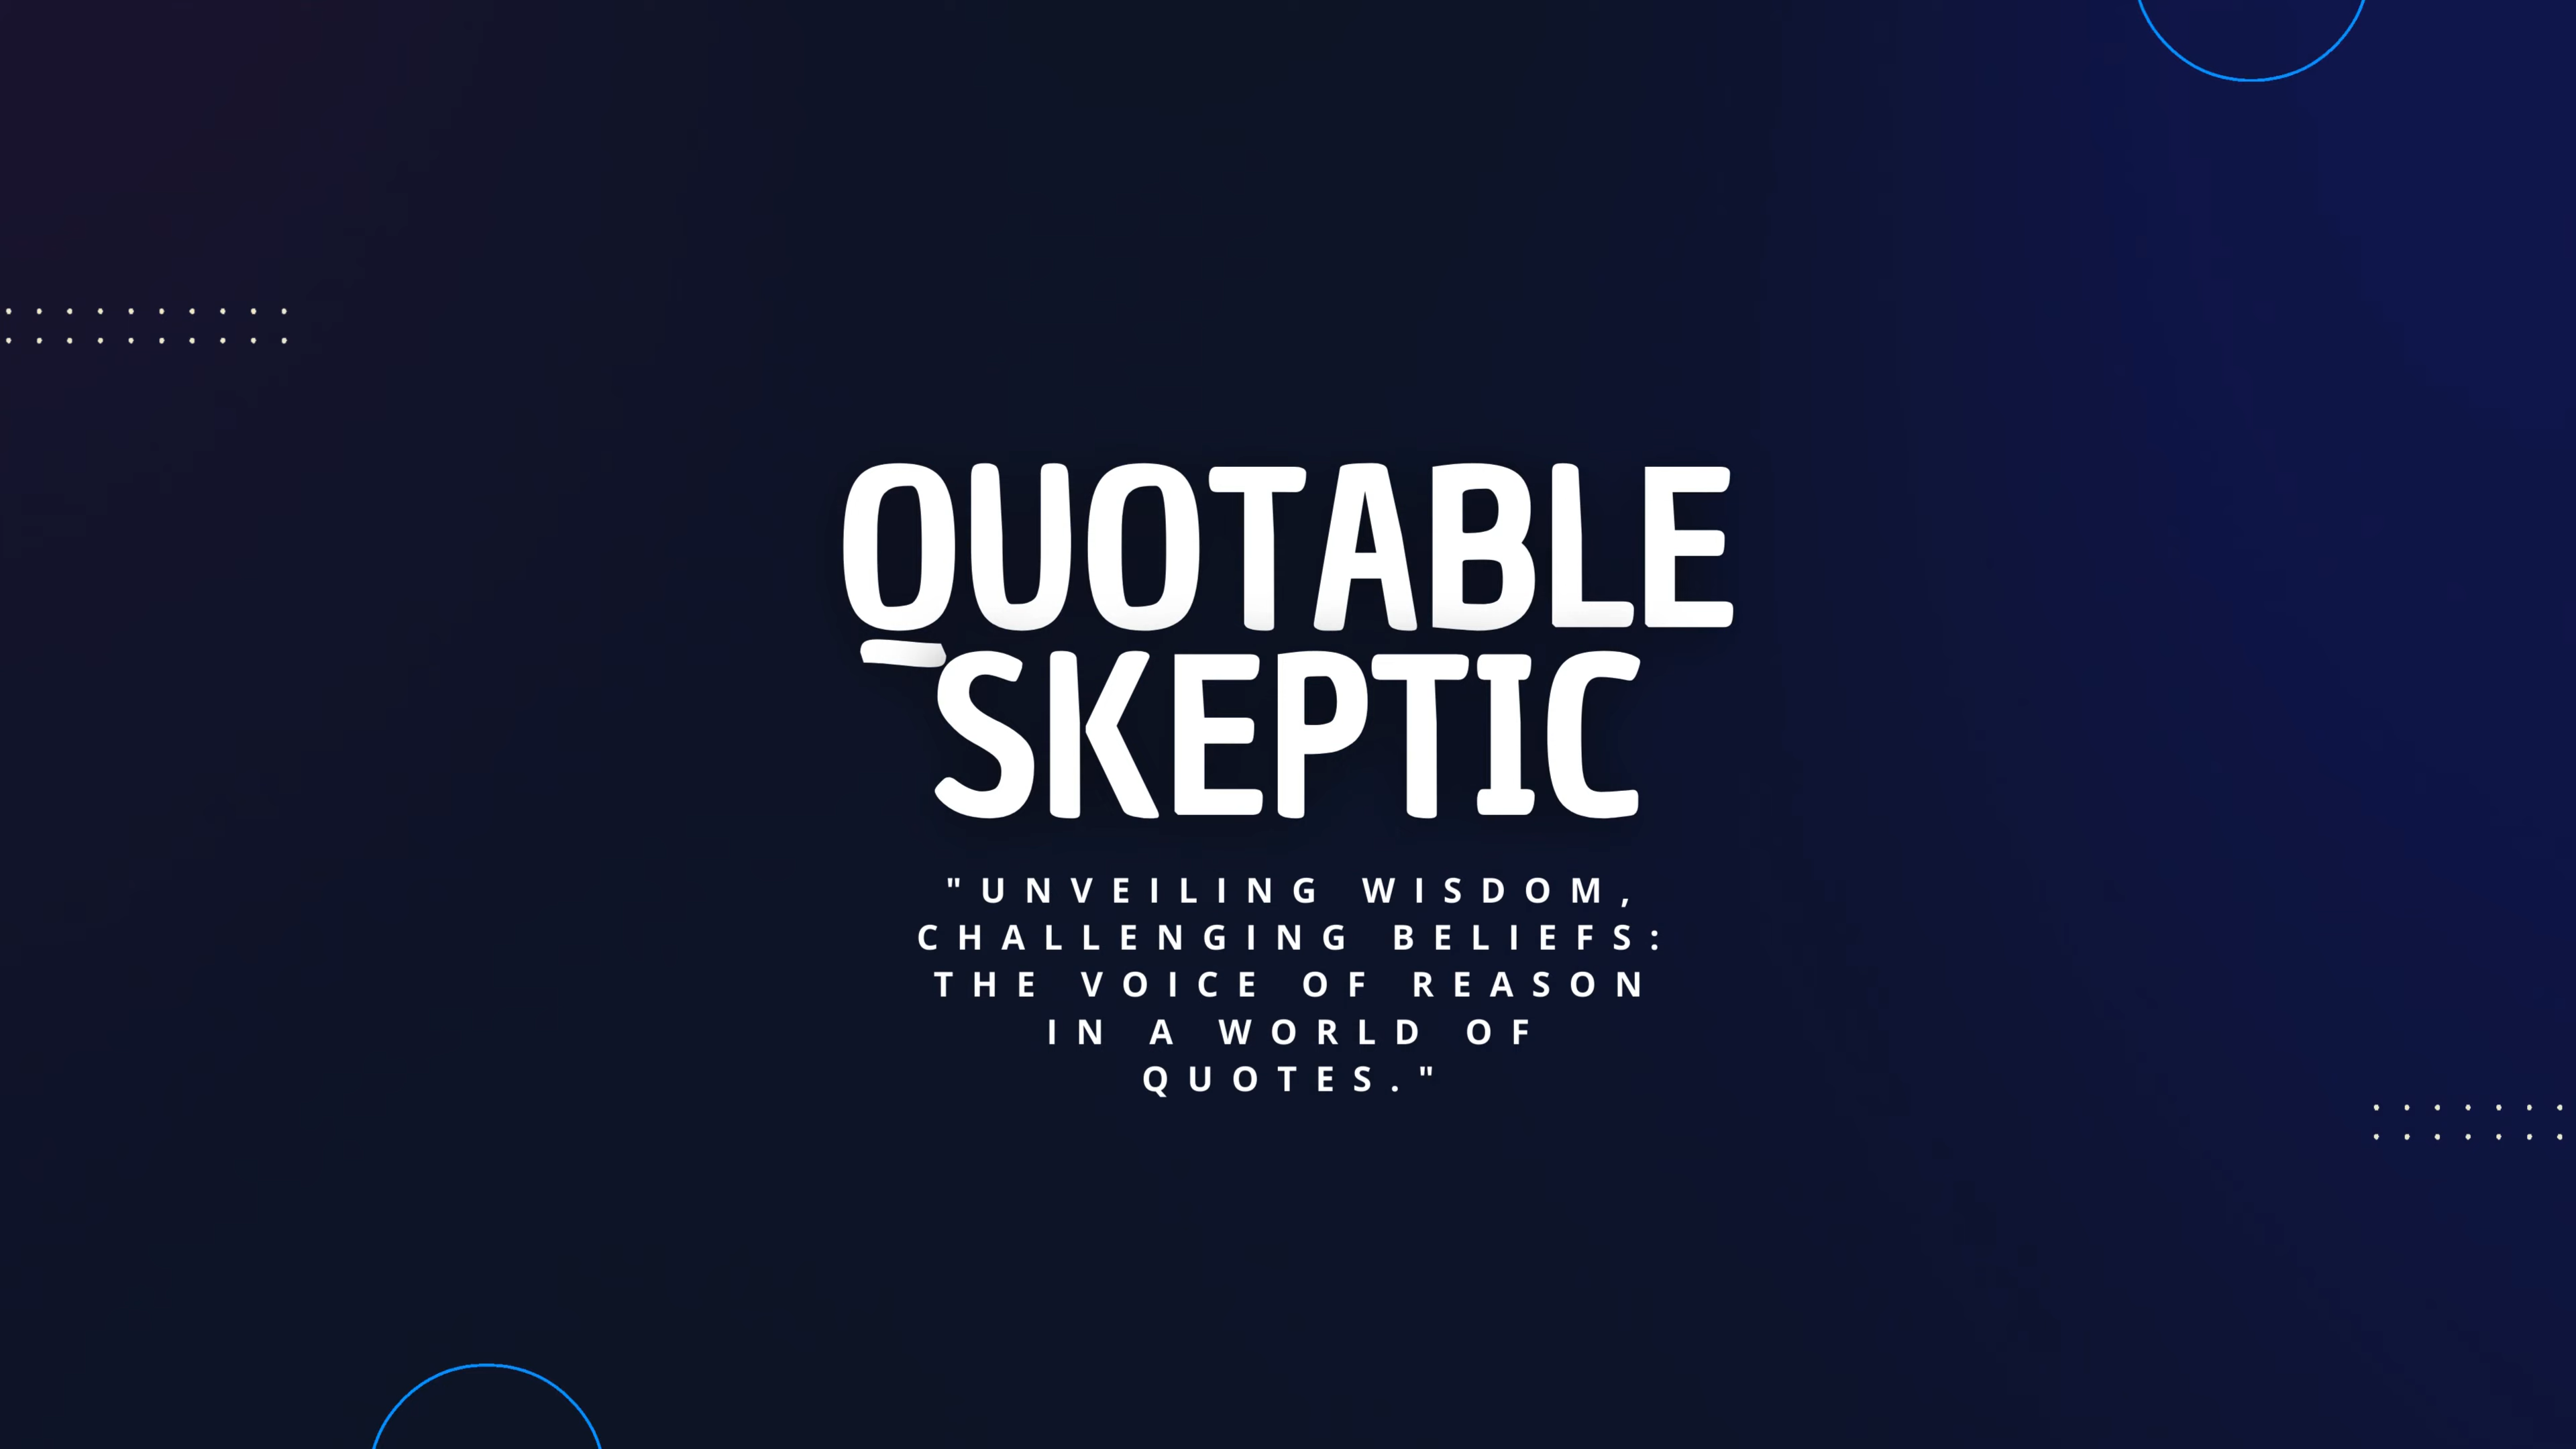 QUOTABLE
SKEPTIC
"UNVEILING WISDOM,
CHALLENGING BELIEFS:
THE VOICE OF REASON
IN A WORLD OF
QUOTES."